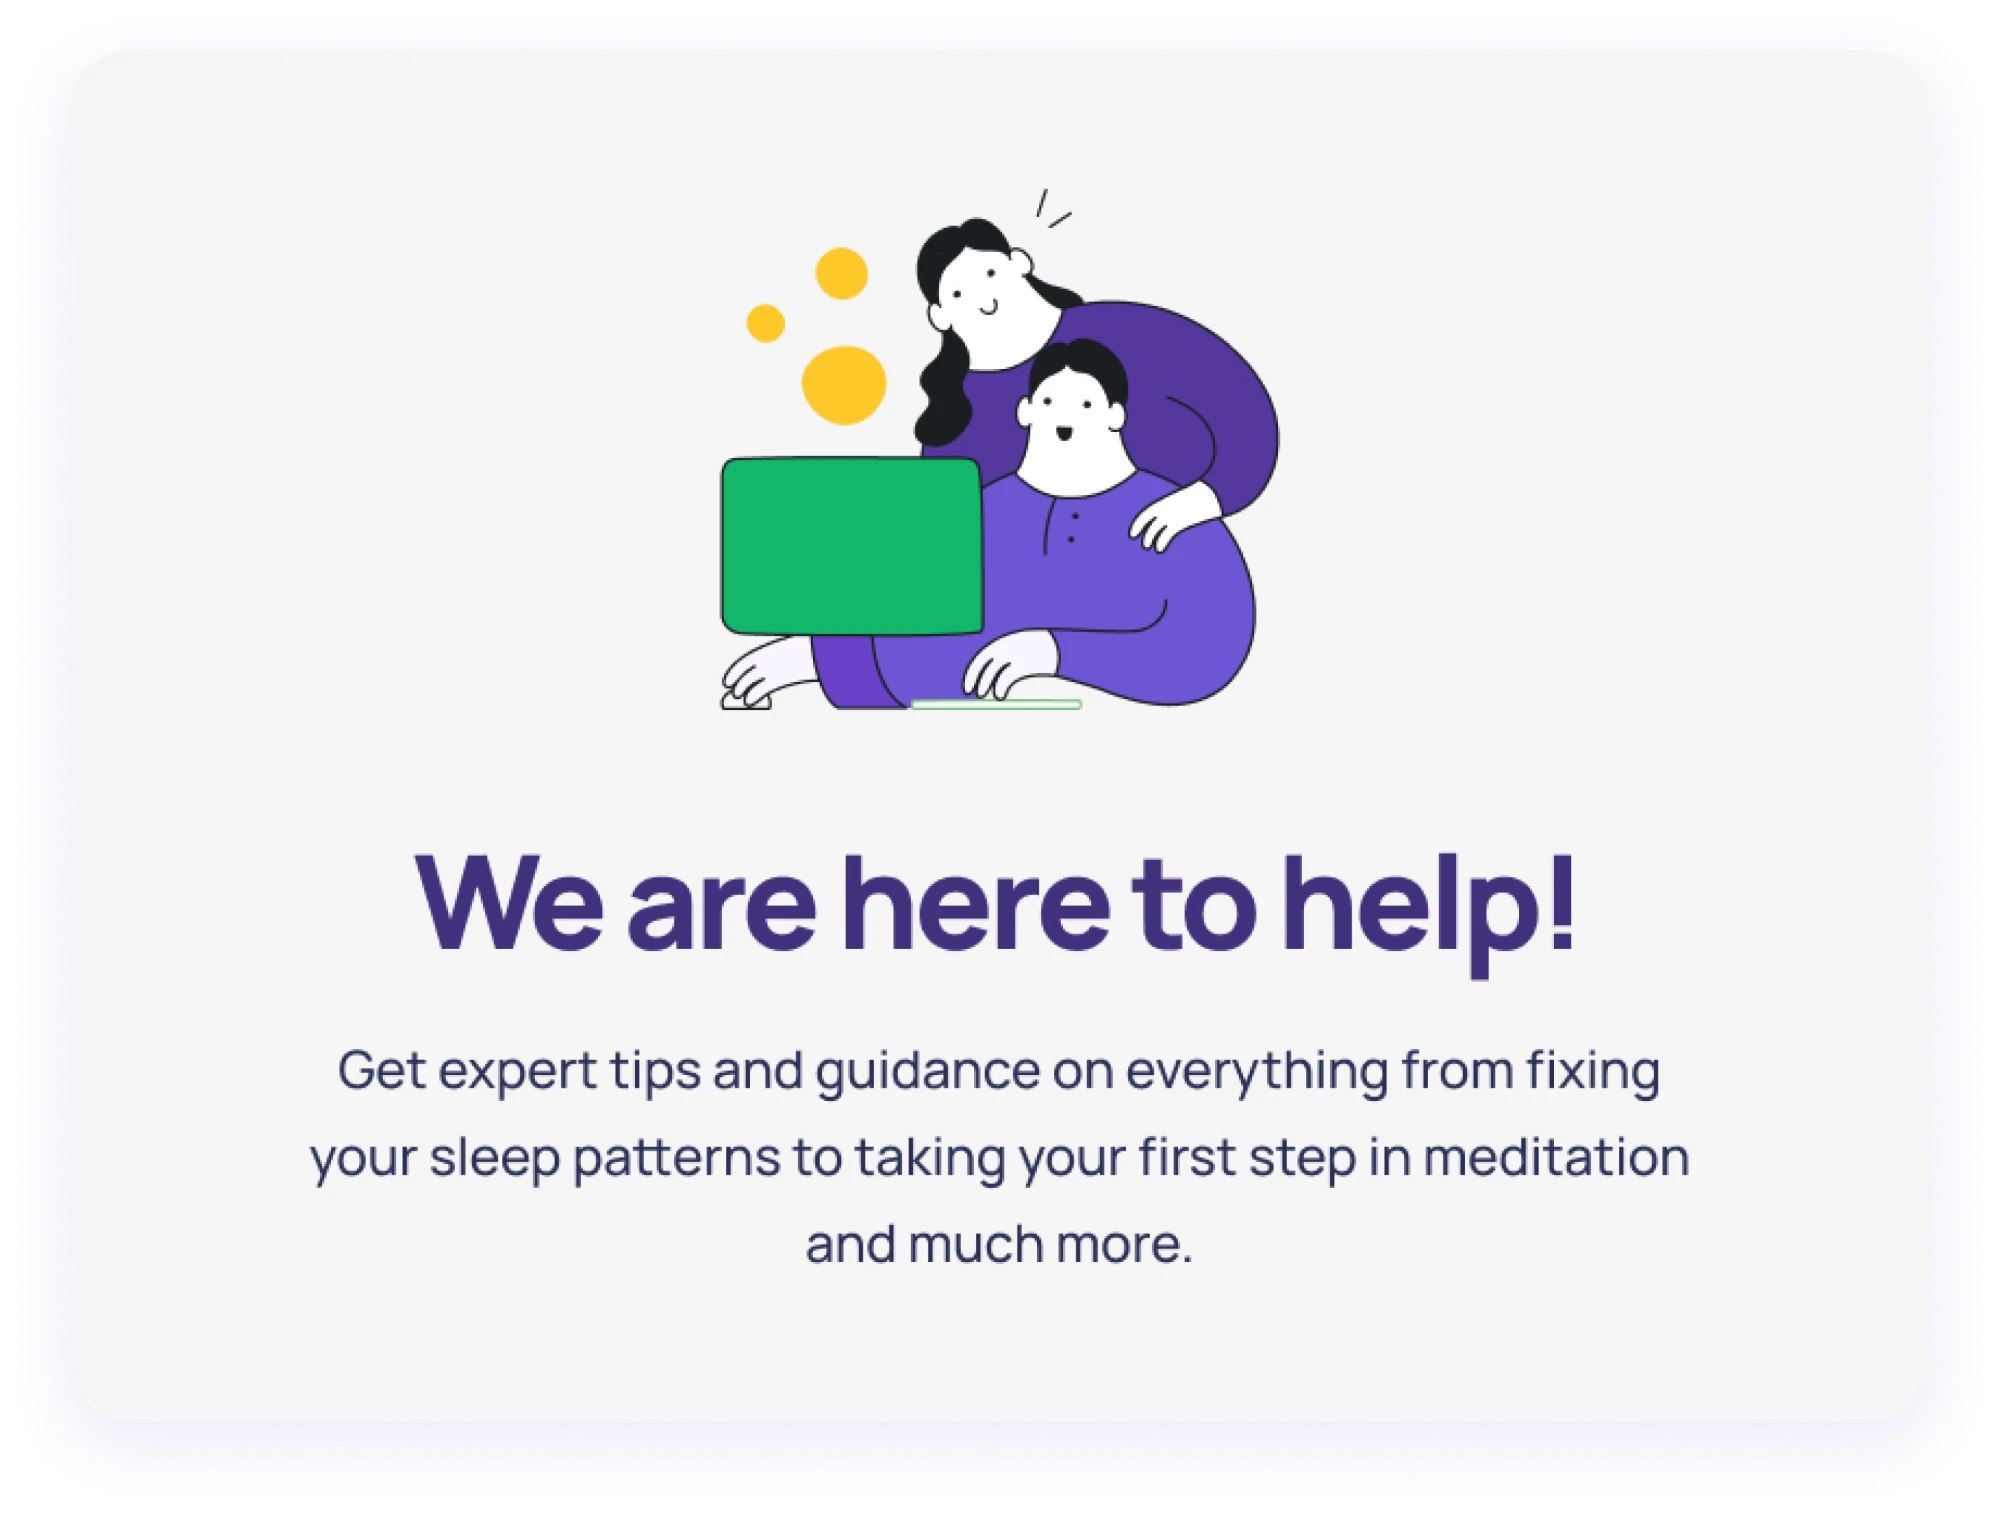 We are here to help!
Get expert tips and guidance on everything from fixing
your sleep patterns to taking your first step in meditation
and much more.